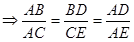 ⇒ AB/AC = BD/CE = AD/AE